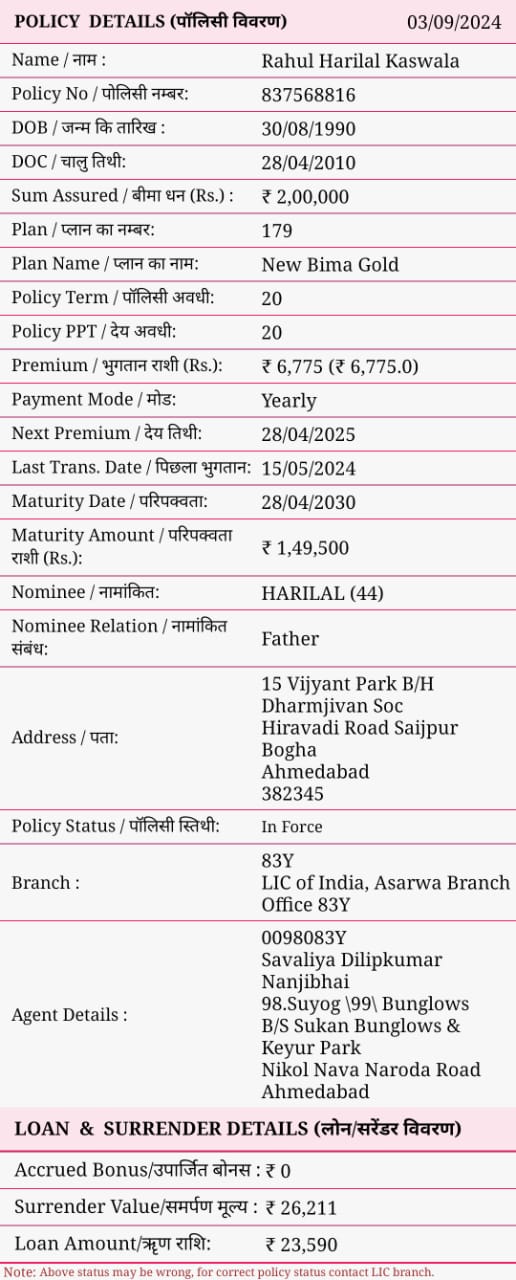 POLICY DETAILS (पॉलिसी विवरण) 03/09/2024
Name / नाम : Rahul Harilal Kaswala
Policy No / पोलिसी नम्बर: 837568816
DOB / जन्म कि तारिख : 30/08/1990
DOC / चालु तिथी: 28/04/2010
Sum Assured / बीमा धन (Rs.) : ₹ 2,00,000
Plan / प्लान का नम्बर: 179
Plan Name / प्लान का नाम: New Bima Gold
Policy Term / पॉलिसी अवधी: 20
Policy PPT / देय अवधी: 20
Premium / भुगतान राशी (Rs.): ₹ 6,775 (₹ 6,775.0)
Payment Mode / मोड: Yearly
Next Premium / देय तिथी: 28/04/2025
Last Trans. Date / पिछला भुगतान: 15/05/2024
Maturity Date / परिपक्वता: 28/04/2030
Maturity Amount / परिपक्वता
राशी (Rs.): ₹ 1,49,500
Nominee / नामांकित: HARILAL (44)
Nominee Relation / नामांकित
संबंध: Father
Address / पता: 15 Vijyant Park B/H
Dharmjivan Soc
Hiravadi Road Saijpur
Bogha
Ahmedabad
382345
Policy Status / पॉलिसी स्तिथी: In Force
Branch : 83Y
LIC of India, Asarwa Branch
Office 83Y
Agent Details : 0098083Y
Savaliya Dilipkumar
Nanjibhai
98.Suyog \99\ Bunglows
B/S Sukan Bunglows &
Keyur Park
Nikol Nava Naroda Road
Ahmedabad
LOAN & SURRENDER DETAILS (लोन/सरेंडर विवरण)
Accrued Bonus/उपार्जित बोनस : ₹ 0
Surrender Value/समर्पण मूल्य : ₹ 26,211
Loan Amount/ऋण राशि: ₹ 23,590
Note: Above status may be wrong, for correct policy status contact LIC branch.